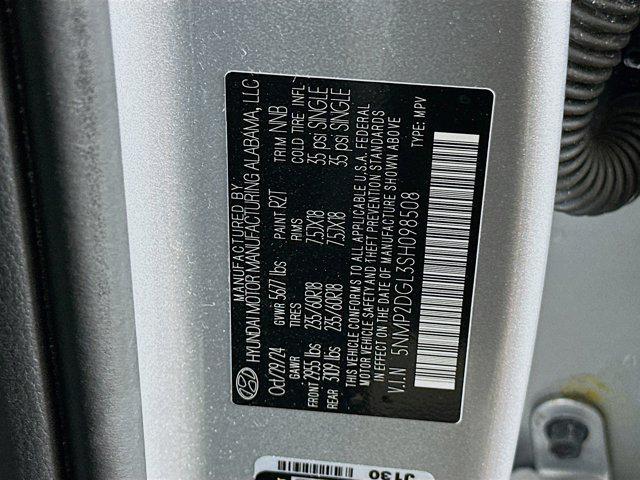 MANUFACTURED BY
HYUNDAI MOTOR MANUFACTURING ALABAMA, LLC
Oct/29/24 GVWR 5677 lbs PAINT R2T TRIM NNB
GAWR TIRES RIMS COLD TIRE INFL
FRONT 2955 lbs 235/60R18 7.5JX18 35 psi SINGLE
REAR 3109 lbs 235/60R18 7.5JX18 35 psi SINGLE
THIS VEHICLE CONFORMS TO ALL APPLICABLE U.S.A. FEDERAL
MOTOR VEHICLE SAFETY AND THEFT PREVENTION STANDARDS
IN EFFECT ON THE DATE OF MANUFACTURE SHOWN ABOVE
V.I.N 5NMP2DGL3SH098508 TYPE: MPV
J130